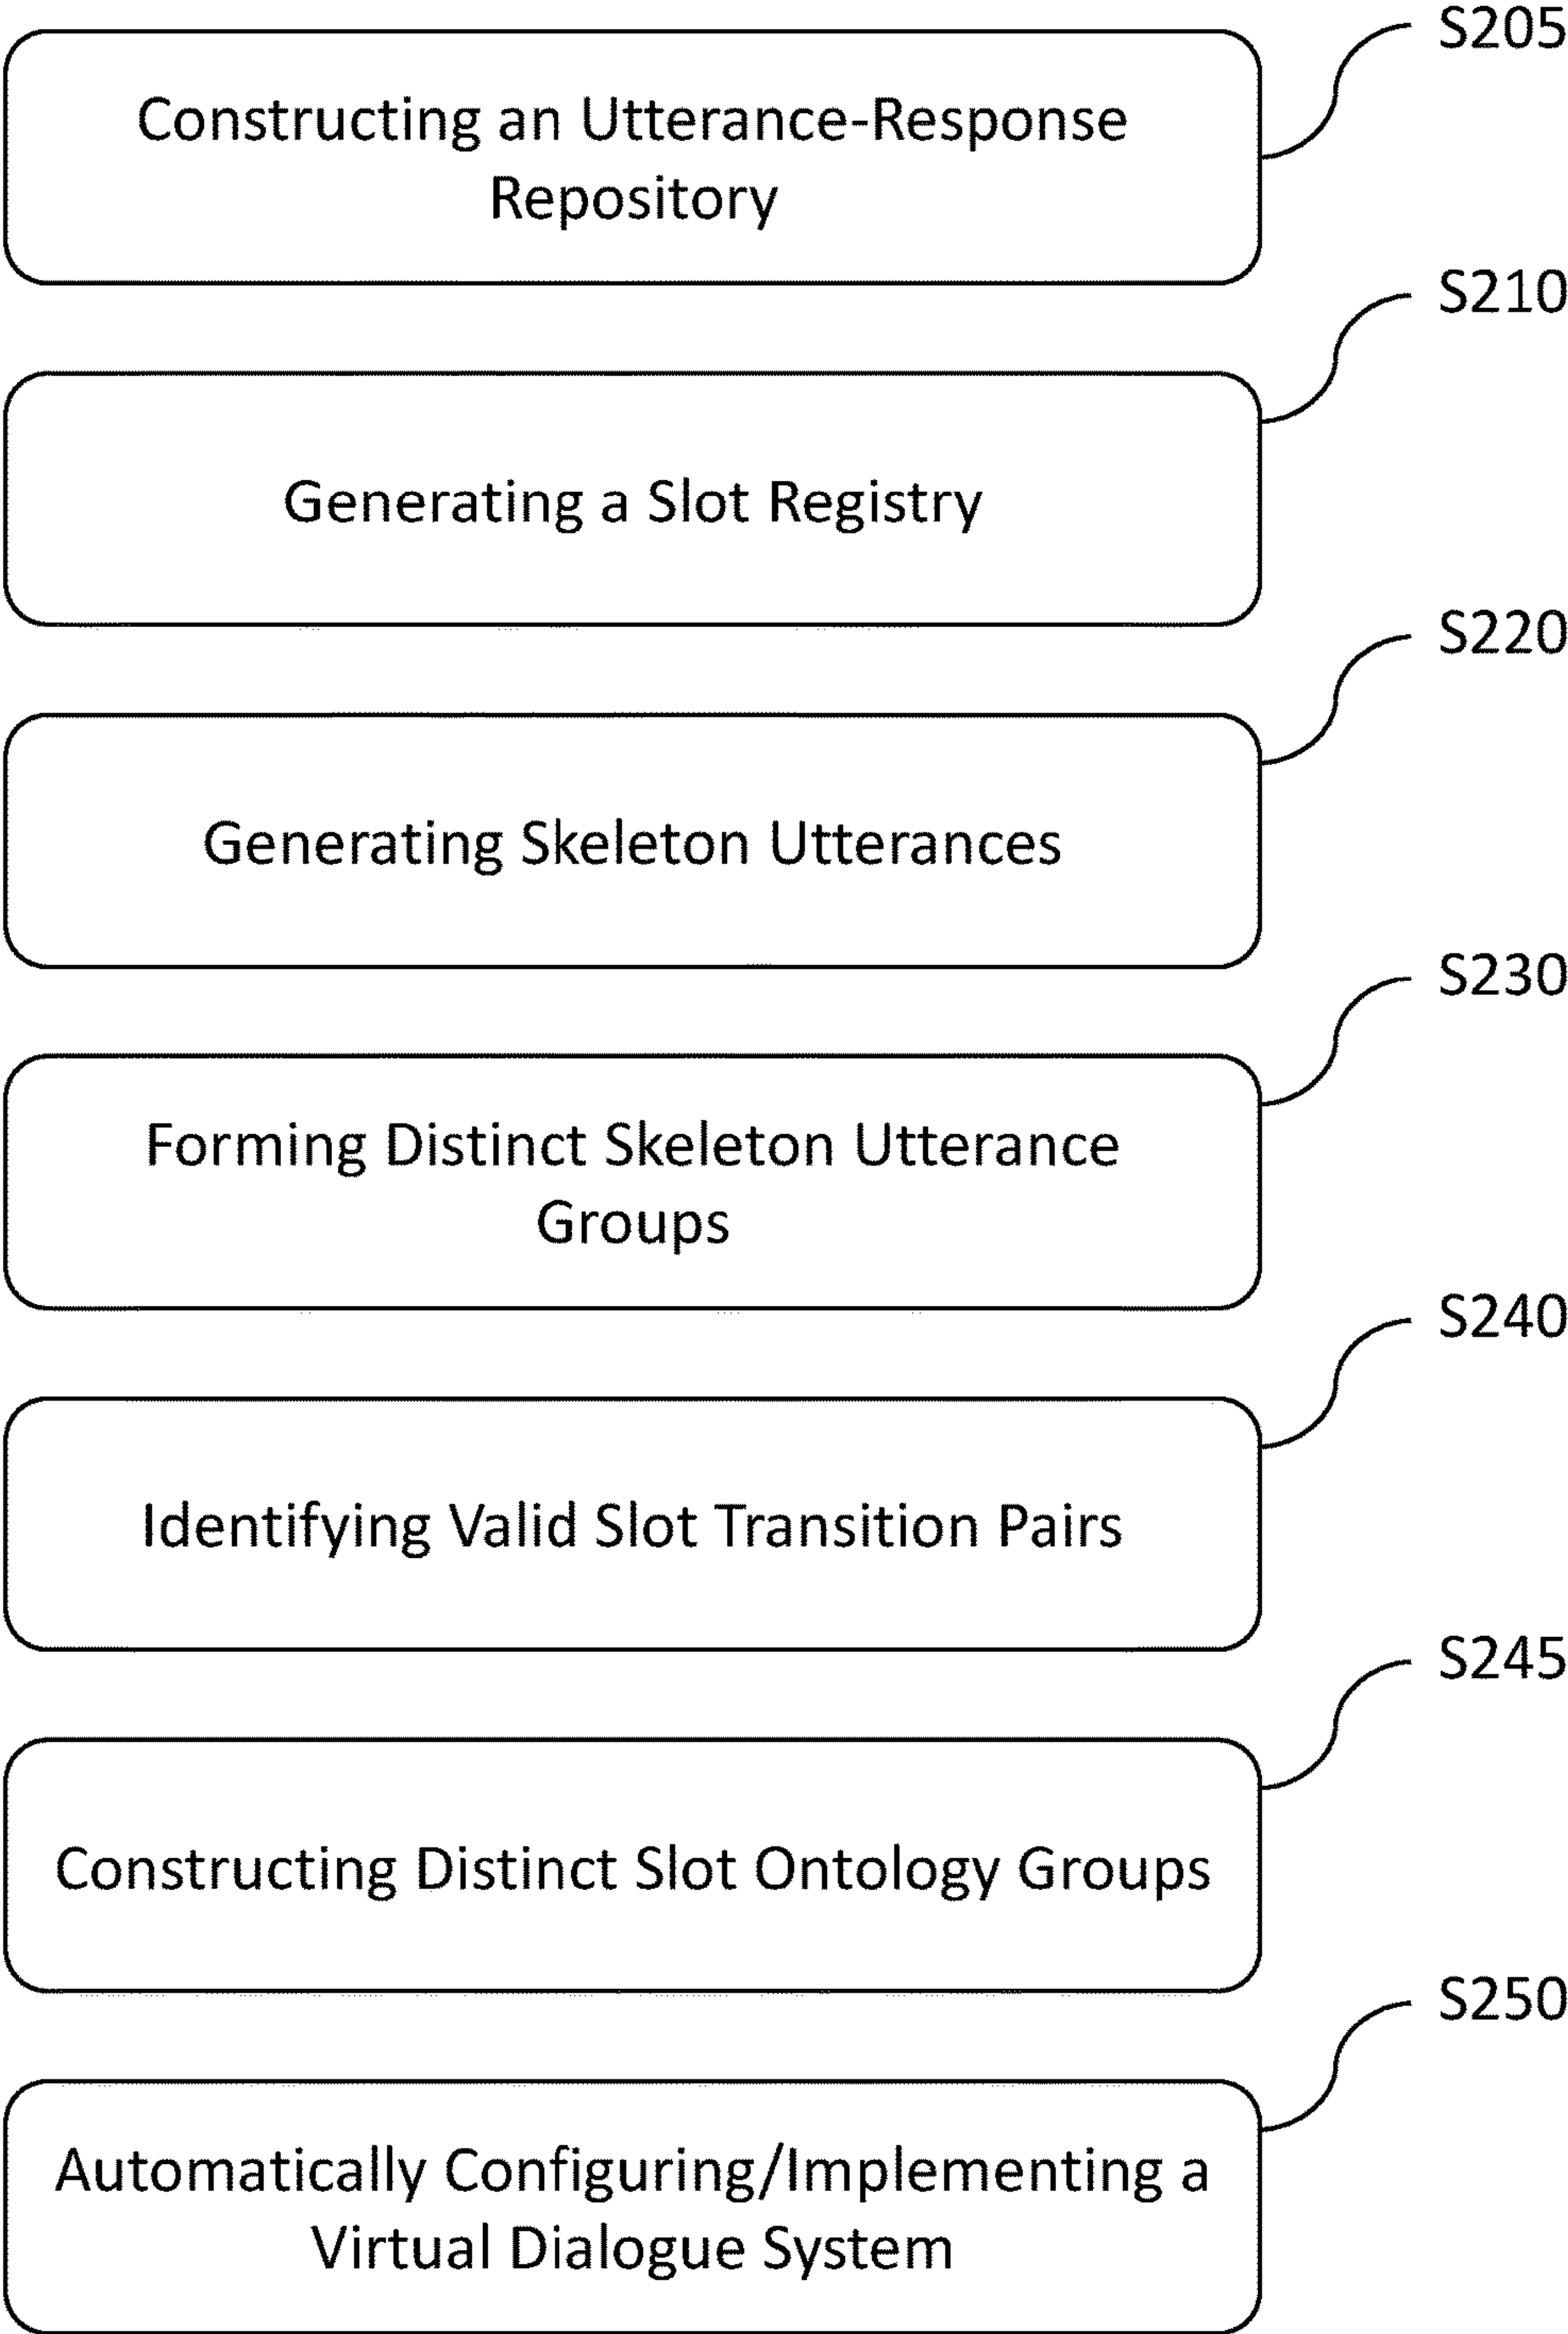 S205
Constructing an Utterance-Response
Repository
S210
Generating a Slot Registry
S220
Generating Skeleton Utterances
S230
Forming Distinct Skeleton Utterance
Groups
S240
Identifying Valid Slot Transition Pairs
S245
Constructing Distinct Slot Ontology Groups
S250
Automatically Configuring/Implementing a
Virtual Dialogue System